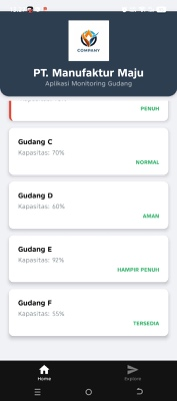 COMPANY
PT. Manufaktur Maju
Aplikasi Monitoring Gudang
PENUH
Gudang C
Kapasitas: 70%
NORMAL
Gudang D
Kapasitas: 60%
AMAN
Gudang E
Kapasitas: 92%
HAMPIR PENUH
Gudang F
Kapasitas: 55%
TERSEDIA
Home
Explore